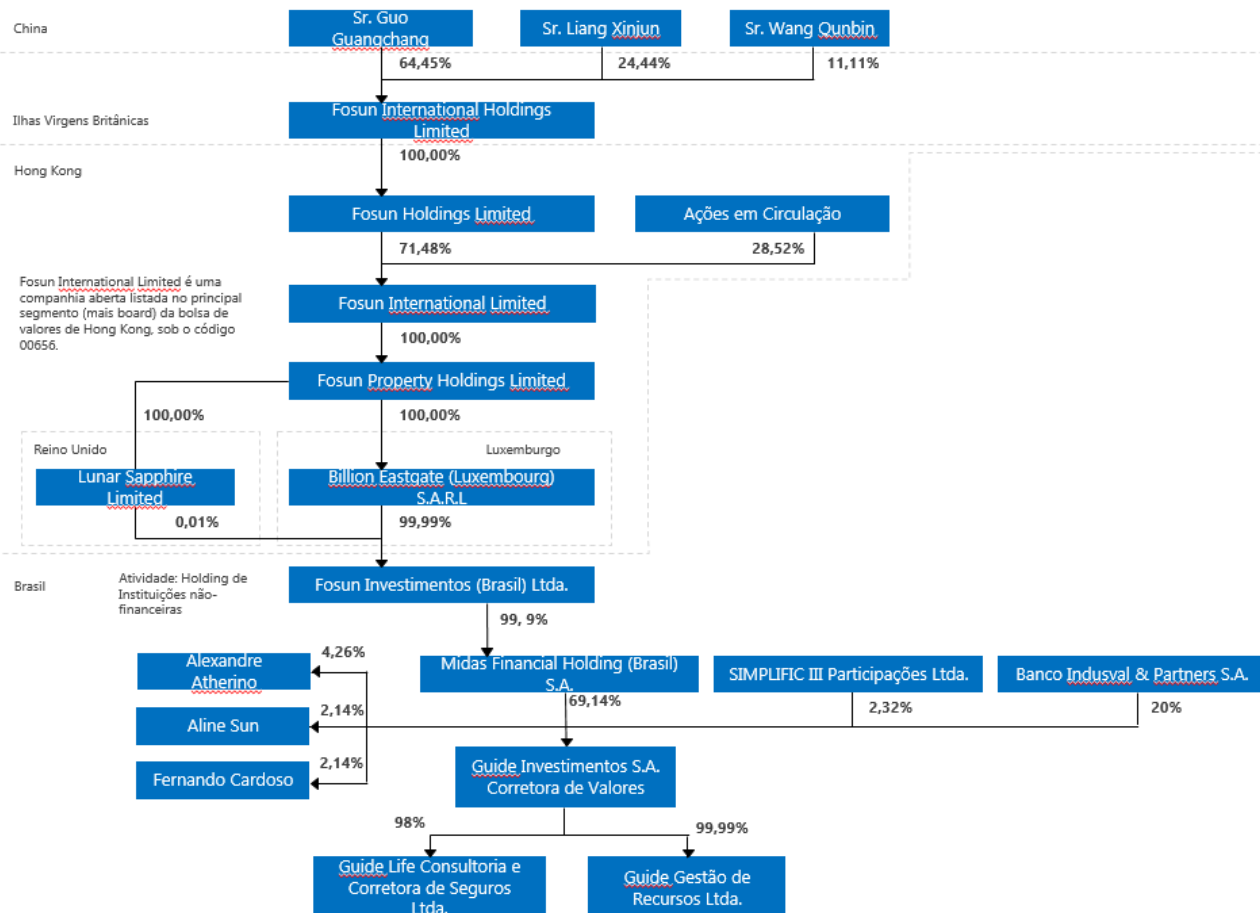 China
Sr. Guo
Guangchang
Sr. Liang Xinjun
Sr. Wang Qunbin
64,45%
24,44%
11,11%
Ilhas Virgens Britânicas
Fosun International Holdings
Limited
100,00%
Hong Kong
Fosun Holdings Limited
Ações em Circulação
71,48%
28,52%
Fosun International Limited é uma
companhia aberta listada no principal
segmento (mais board) da bolsa de
valores de Hong Kong, sob o código
00656.
Fosun International Limited
100,00%
Fosun Property Holdings Limited
100,00%
100,00%
Reino Unido
Luxemburgo
Lunar Sapphire
Limited
Billion Eastgate (Luxembourg)
S.A.R.L
0,01%
99,99%
Brasil
Atividade: Holding de
Instituições não-
financeiras
Fosun Investimentos (Brasil) Ltda.
99, 9%
4,26%
Alexandre
Atherino
Midas Financial Holding (Brasil)
S.A.
SIMPLIFIC III Participações Ltda.
Banco Indusval & Partners S.A.
69,14%
2,32%
20%
2,14%
Aline Sun
2,14%
Fernando Cardoso
Guide Investimentos S.A.
Corretora de Valores
98%
99,99%
Guide Life Consultoria e
Corretora de Seguros
Ltda.
Guide Gestão de
Recursos Ltda.